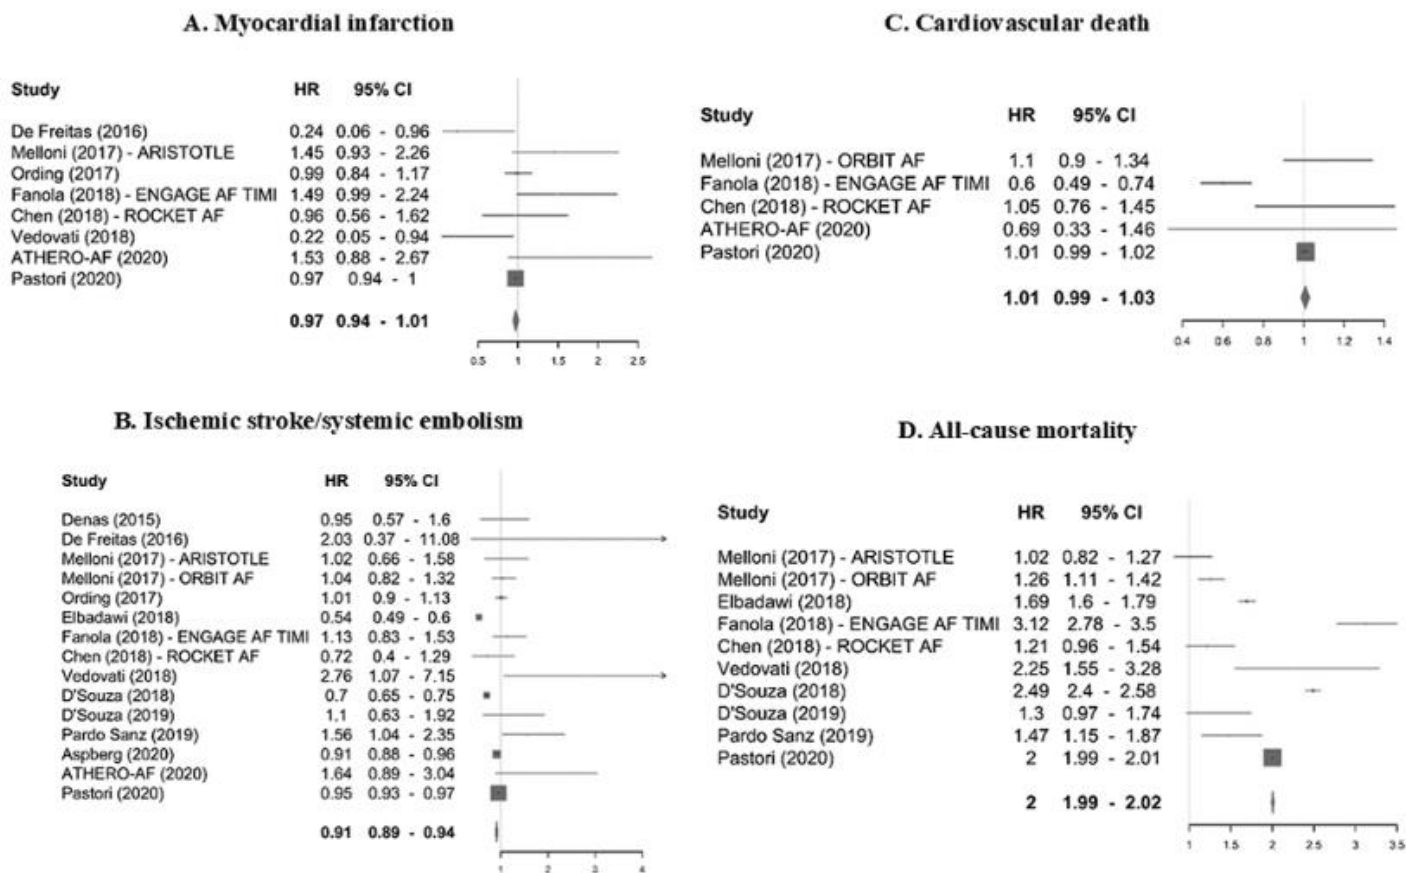 A. Myocardial infarction
Study HR 95% CI
De Freitas (2016) 0.24 0.06 - 0.96
Melloni (2017) - ARISTOTLE 1.45 0.93 - 2.26
Ording (2017) 0.99 0.84 - 1.17
Fanola (2018) - ENGAGE AF TIMI 1.49 0.99 - 2.24
Chen (2018) - ROCKET AF 0.96 0.56 - 1.62
Vedovati (2018) 0.22 0.05 - 0.94
ATHERO-AF (2020) 1.53 0.88 - 2.67
Pastori (2020) 0.97 0.94 - 1
0.97 0.94 - 1.01
0.5 1 1.5 2 2.5
B. Ischemic stroke/systemic embolism
Study HR 95% CI
Denas (2015) 0.95 0.57 - 1.6
De Freitas (2016) 2.03 0.37 - 11.08
Melloni (2017) - ARISTOTLE 1.02 0.66 - 1.58
Melloni (2017) - ORBIT AF 1.04 0.82 - 1.32
Ording (2017) 1.01 0.9 - 1.13
Elbadawi (2018) 0.54 0.49 - 0.6
Fanola (2018) - ENGAGE AF TIMI 1.13 0.83 - 1.53
Chen (2018) - ROCKET AF 0.72 0.4 - 1.29
Vedovati (2018) 2.76 1.07 - 7.15
D'Souza (2018) 0.7 0.65 - 0.75
D'Souza (2019) 1.1 0.63 - 1.92
Pardo Sanz (2019) 1.56 1.04 - 2.35
Aspberg (2020) 0.91 0.88 - 0.96
ATHERO-AF (2020) 1.64 0.89 - 3.04
Pastori (2020) 0.95 0.93 - 0.97
0.91 0.89 - 0.94
1 2 3 4
C. Cardiovascular death
Study HR 95% CI
Melloni (2017) - ORBIT AF 1.1 0.9 - 1.34
Fanola (2018) - ENGAGE AF TIMI 0.6 0.49 - 0.74
Chen (2018) - ROCKET AF 1.05 0.76 - 1.45
ATHERO-AF (2020) 0.69 0.33 - 1.46
Pastori (2020) 1.01 0.99 - 1.02
1.01 0.99 - 1.03
0.4 0.6 0.8 1 1.2 1.4
D. All-cause mortality
Study HR 95% CI
Melloni (2017) - ARISTOTLE 1.02 0.82 - 1.27
Melloni (2017) - ORBIT AF 1.26 1.11 - 1.42
Elbadawi (2018) 1.69 1.6 - 1.79
Fanola (2018) - ENGAGE AF TIMI 3.12 2.78 - 3.5
Chen (2018) - ROCKET AF 1.21 0.96 - 1.54
Vedovati (2018) 2.25 1.55 - 3.28
D'Souza (2018) 2.49 2.4 - 2.58
D'Souza (2019) 1.3 0.97 - 1.74
Pardo Sanz (2019) 1.47 1.15 - 1.87
Pastori (2020) 2 1.99 - 2.01
2 1.99 - 2.02
1 1.5 2 2.5 3 3.5